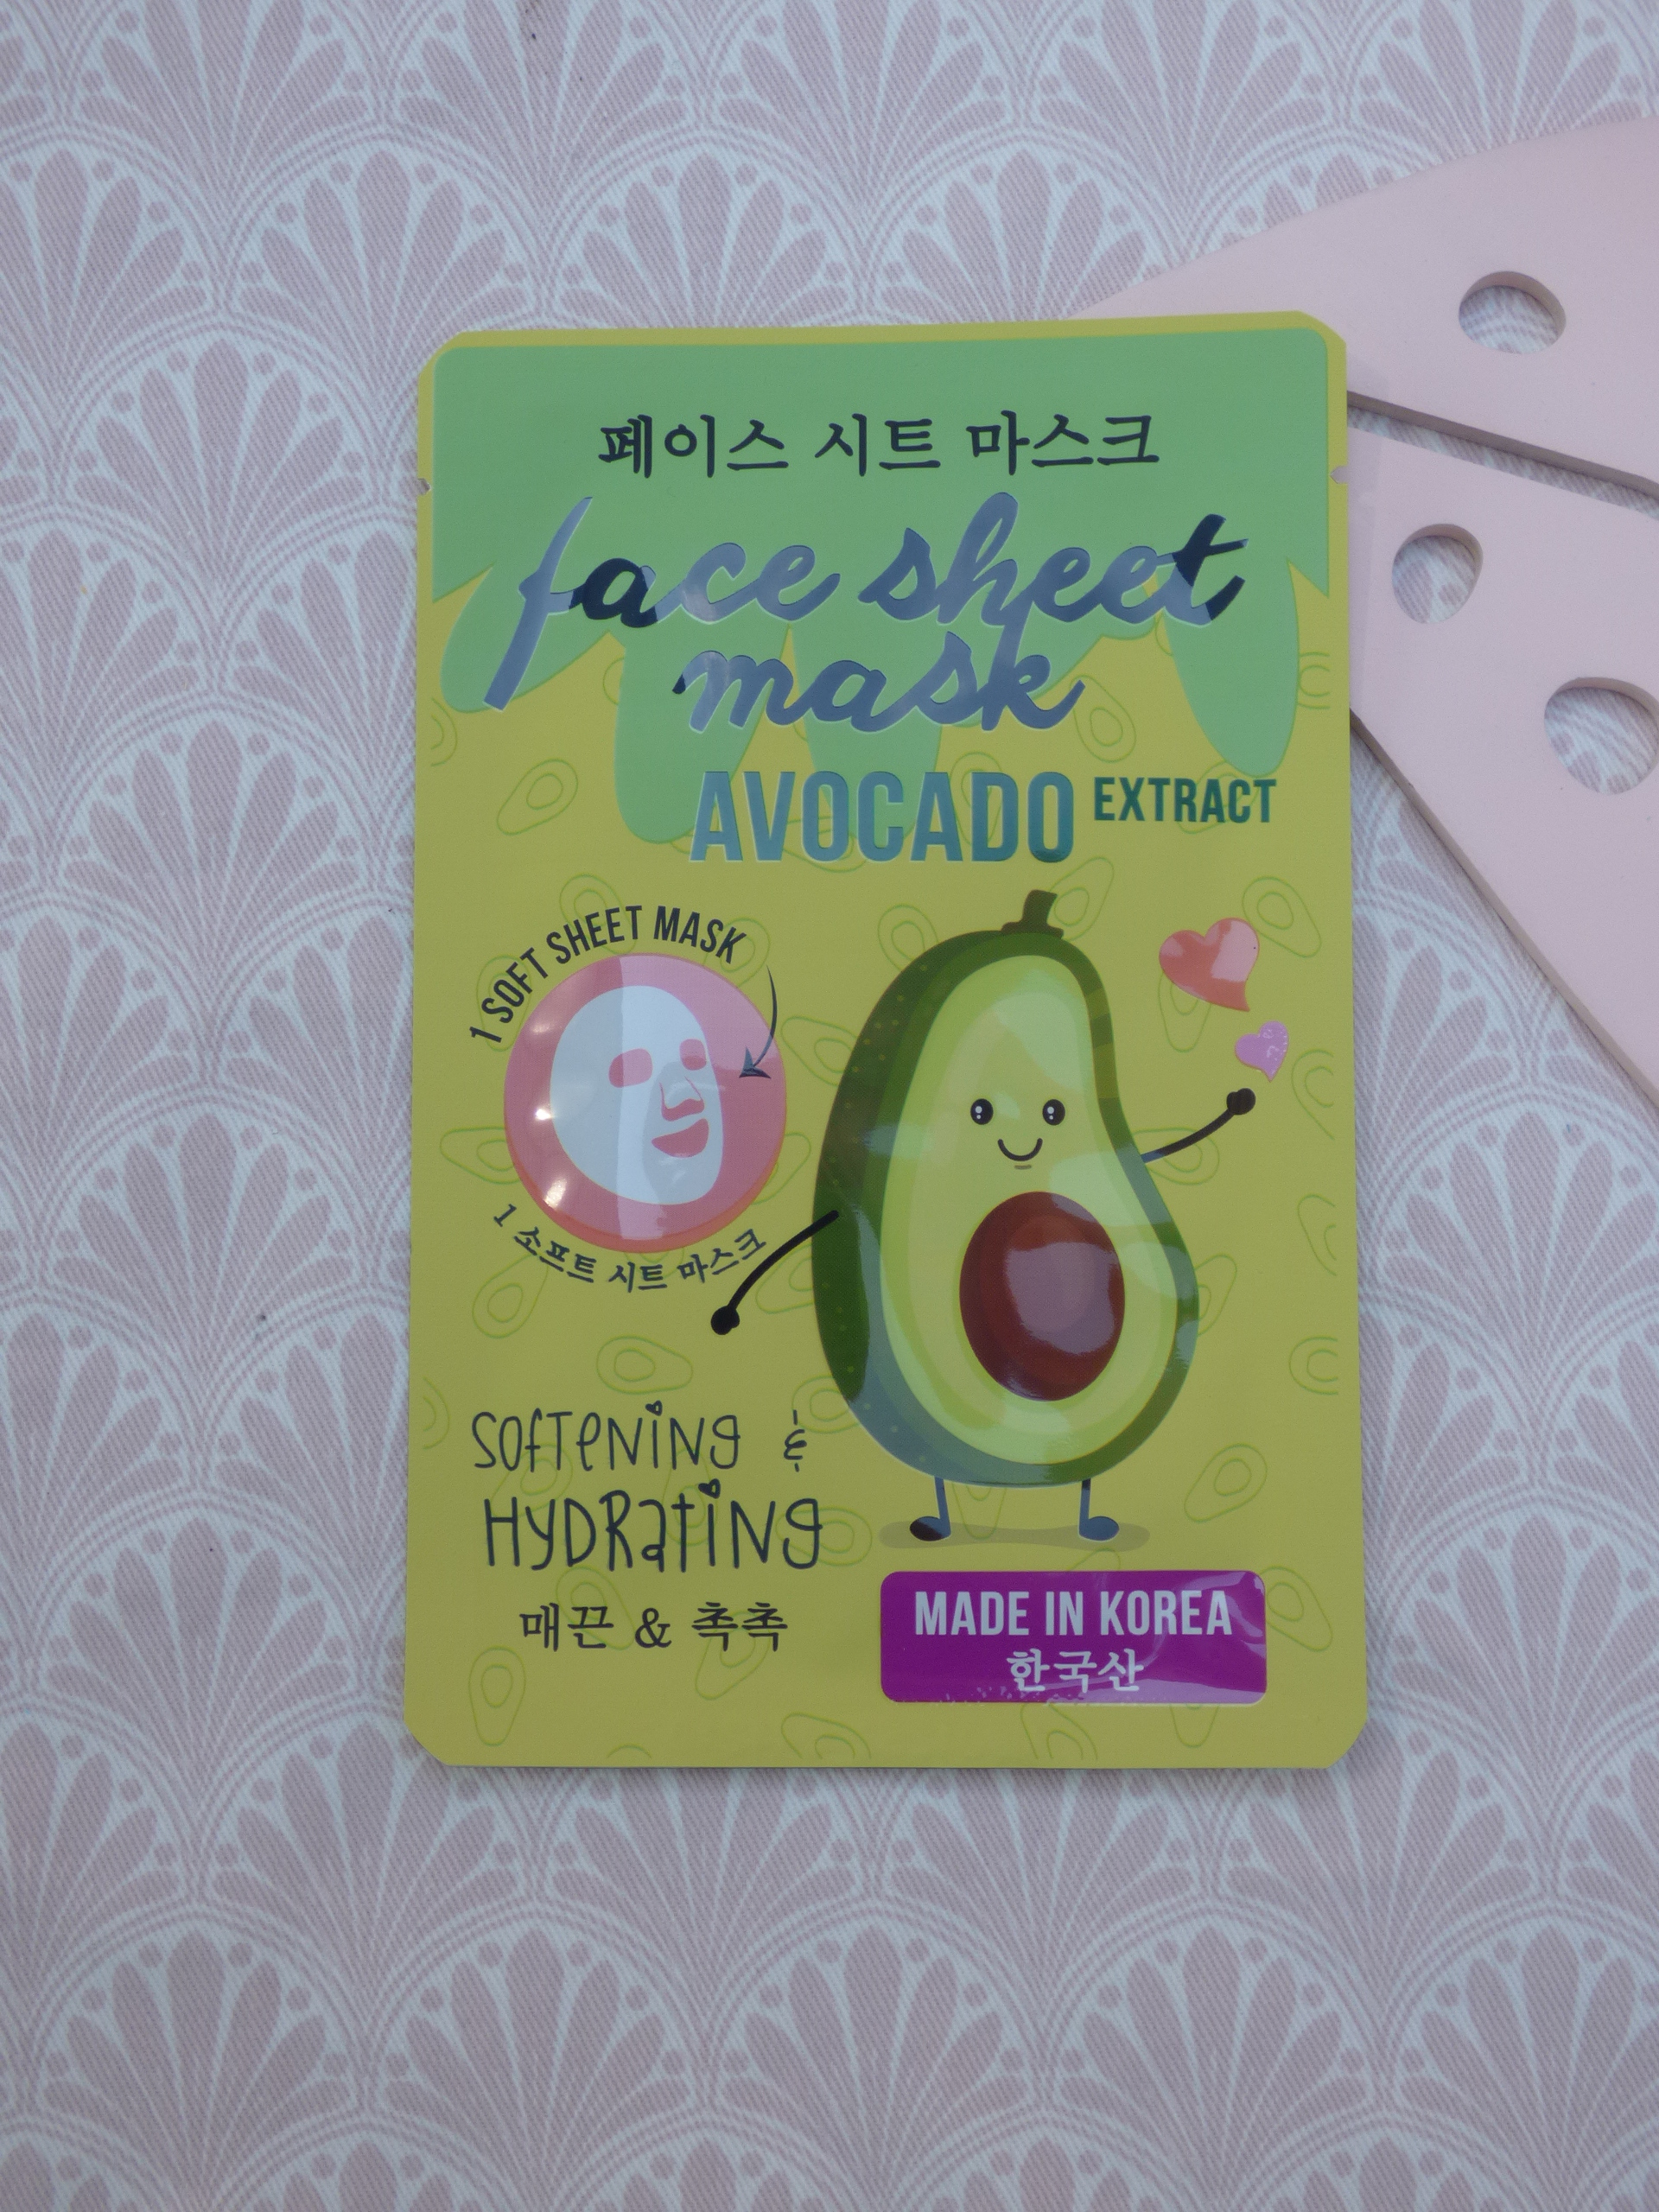 페이스 시트 마스크
face sheet
mask
AVOCADO EXTRACT
1 SOFT SHEET MASK
1 소프트 시트 마스크
SOFTENING &
HYDRATING
매끈 & 촉촉
MADE IN KOREA
한국산